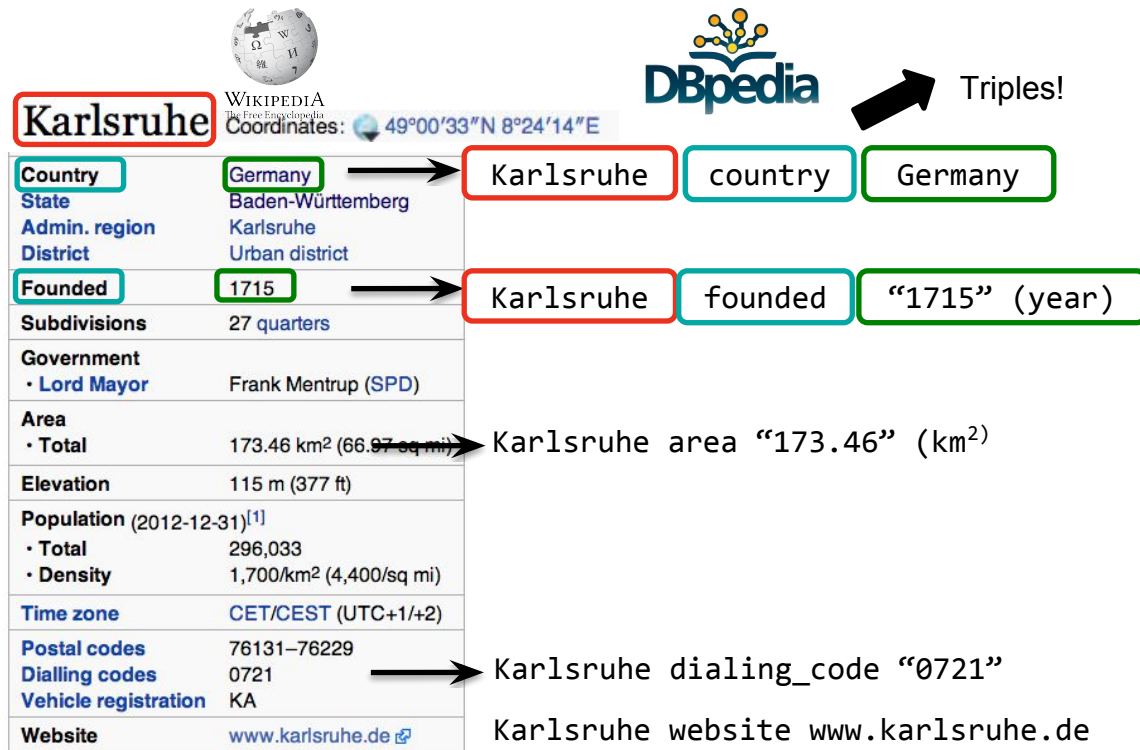 WIKIPEDIA
The Free Encyclopedia
DBpedia
Triples!
Karlsruhe
Coordinates: 49°00′33″N 8°24′14″E
Country Germany
Karlsruhe country Germany
State Baden-Württemberg
Admin. region Karlsruhe
District Urban district
Founded 1715
Karlsruhe founded “1715” (year)
Subdivisions 27 quarters
Government
• Lord Mayor Frank Mentrup (SPD)
Area
• Total 173.46 km² (66.97 sq mi)
Karlsruhe area “173.46” (km²⁾
Elevation 115 m (377 ft)
Population (2012-12-31)[1]
• Total 296,033
• Density 1,700/km² (4,400/sq mi)
Time zone CET/CEST (UTC+1/+2)
Postal codes 76131–76229
Dialling codes 0721
Karlsruhe dialing_code “0721”
Vehicle registration KA
Website www.karlsruhe.de
Karlsruhe website www.karlsruhe.de